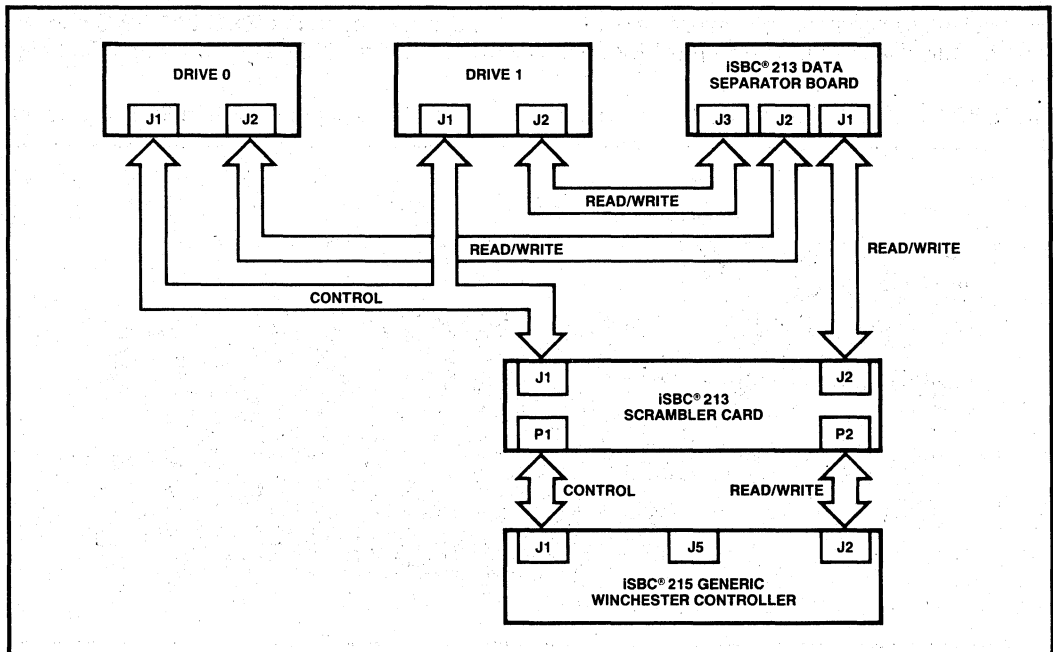 DRIVE 0
J1
J2
DRIVE 1
J1
J2
iSBC® 213 DATA
SEPARATOR BOARD
J3
J2
J1
READ/WRITE
READ/WRITE
READ/WRITE
CONTROL
J1
J2
iSBC® 213
SCRAMBLER CARD
P1
P2
CONTROL
READ/WRITE
J1
J5
J2
iSBC® 215 GENERIC
WINCHESTER CONTROLLER